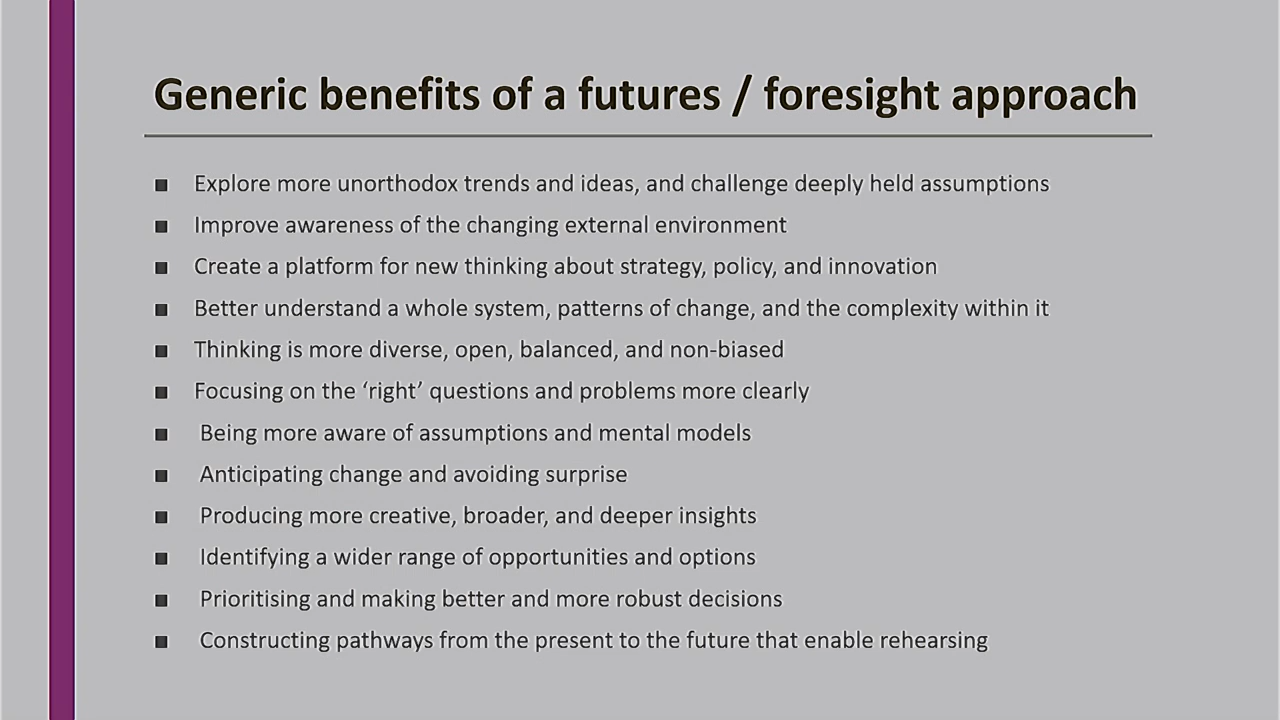 Generic benefits of a futures / foresight approach
▪ Explore more unorthodox trends and ideas, and challenge deeply held assumptions
▪ Improve awareness of the changing external environment
▪ Create a platform for new thinking about strategy, policy, and innovation
▪ Better understand a whole system, patterns of change, and the complexity within it
▪ Thinking is more diverse, open, balanced, and non-biased
▪ Focusing on the ‘right’ questions and problems more clearly
▪ Being more aware of assumptions and mental models
▪ Anticipating change and avoiding surprise
▪ Producing more creative, broader, and deeper insights
▪ Identifying a wider range of opportunities and options
▪ Prioritising and making better and more robust decisions
▪ Constructing pathways from the present to the future that enable rehearsing